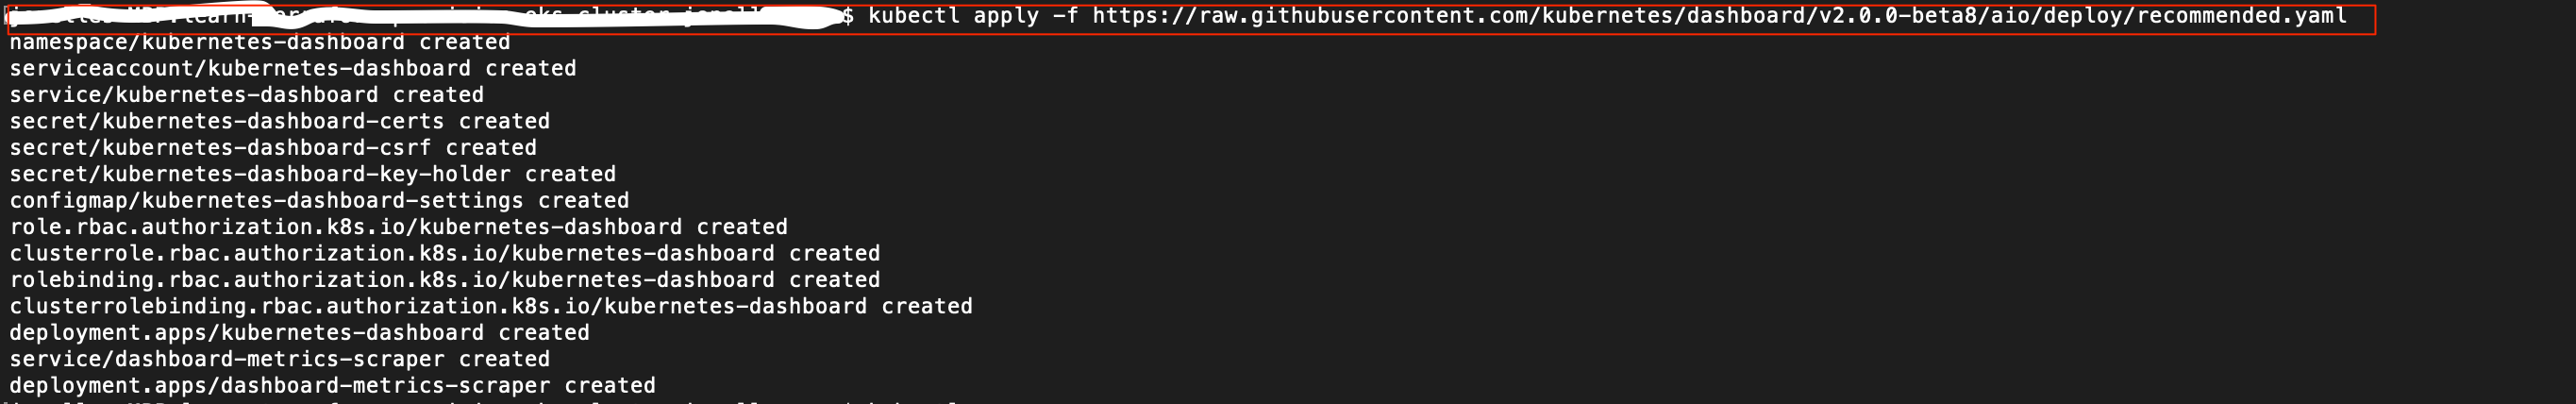 $ kubectl apply -f https://raw.githubusercontent.com/kubernetes/dashboard/v2.0.0-beta8/aio/deploy/recommended.yaml
namespace/kubernetes-dashboard created
serviceaccount/kubernetes-dashboard created
service/kubernetes-dashboard created
secret/kubernetes-dashboard-certs created
secret/kubernetes-dashboard-csrf created
secret/kubernetes-dashboard-key-holder created
configmap/kubernetes-dashboard-settings created
role.rbac.authorization.k8s.io/kubernetes-dashboard created
clusterrole.rbac.authorization.k8s.io/kubernetes-dashboard created
rolebinding.rbac.authorization.k8s.io/kubernetes-dashboard created
clusterrolebinding.rbac.authorization.k8s.io/kubernetes-dashboard created
deployment.apps/kubernetes-dashboard created
service/dashboard-metrics-scraper created
deployment.apps/dashboard-metrics-scraper created